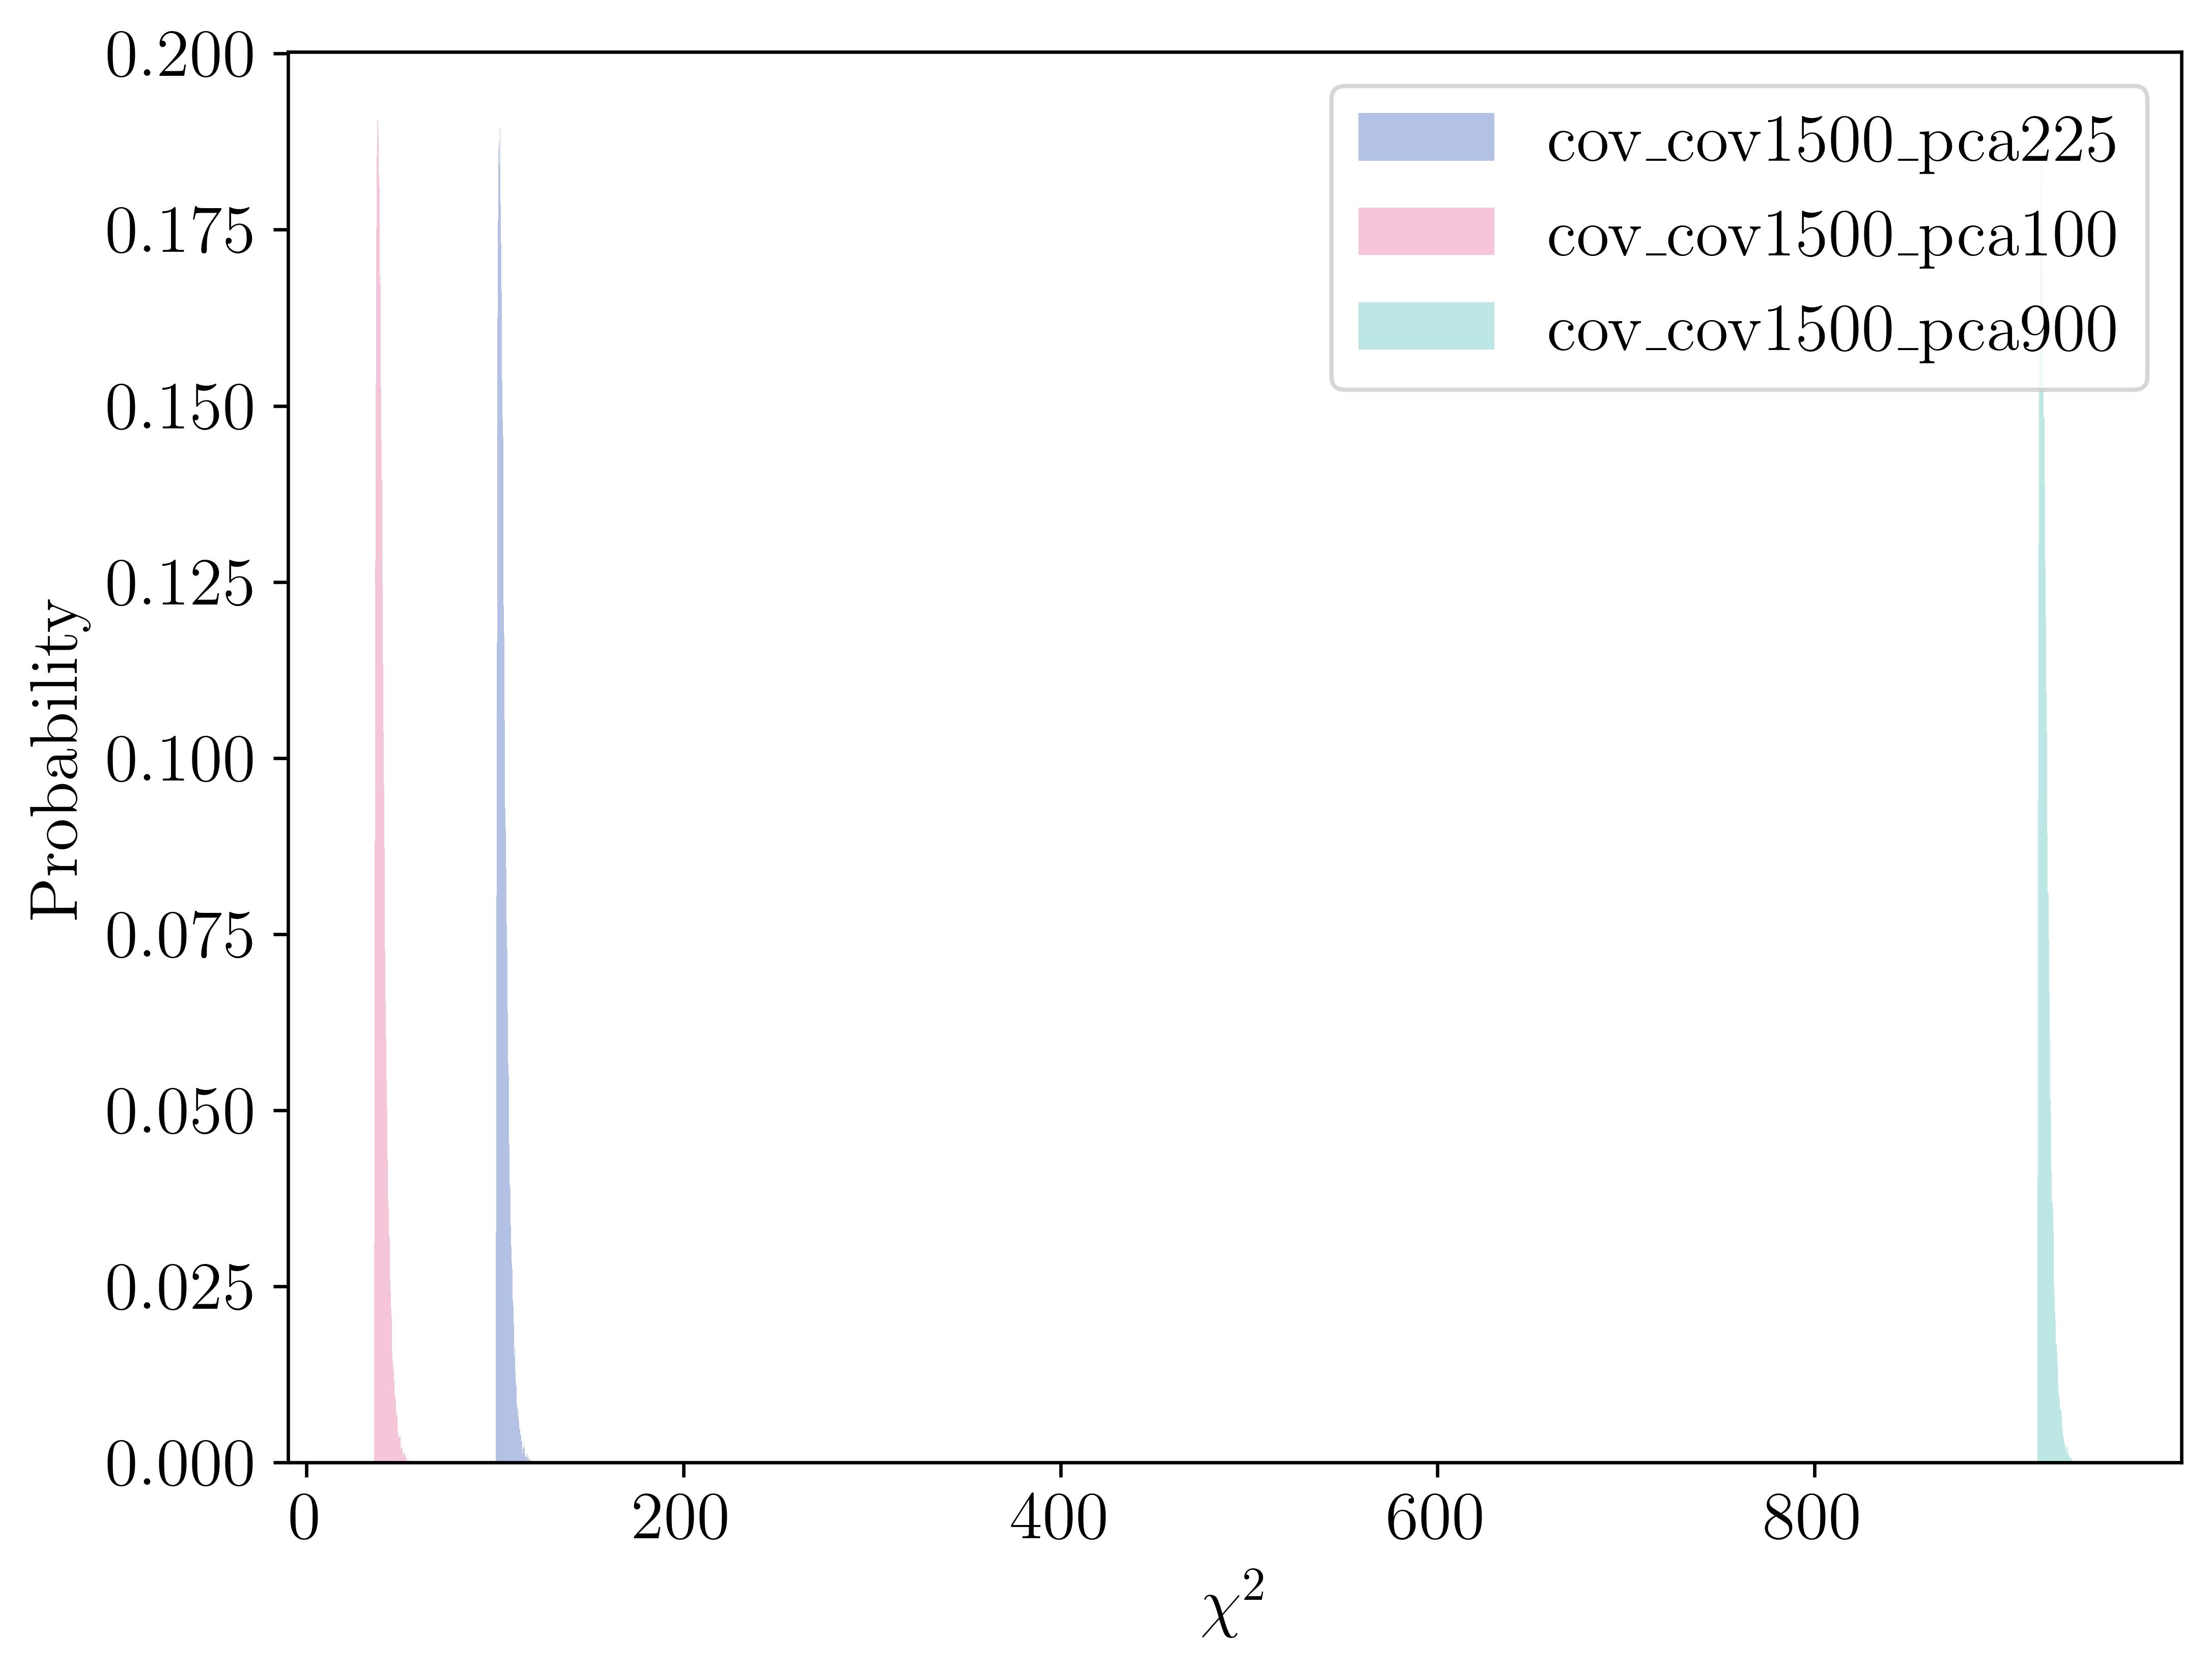 0.200
0.175
0.150
0.125
0.100
0.075
0.050
0.025
0.000
Probability
cov_cov1500_pca225
cov_cov1500_pca100
cov_cov1500_pca900
0 200 400 600 800
χ²